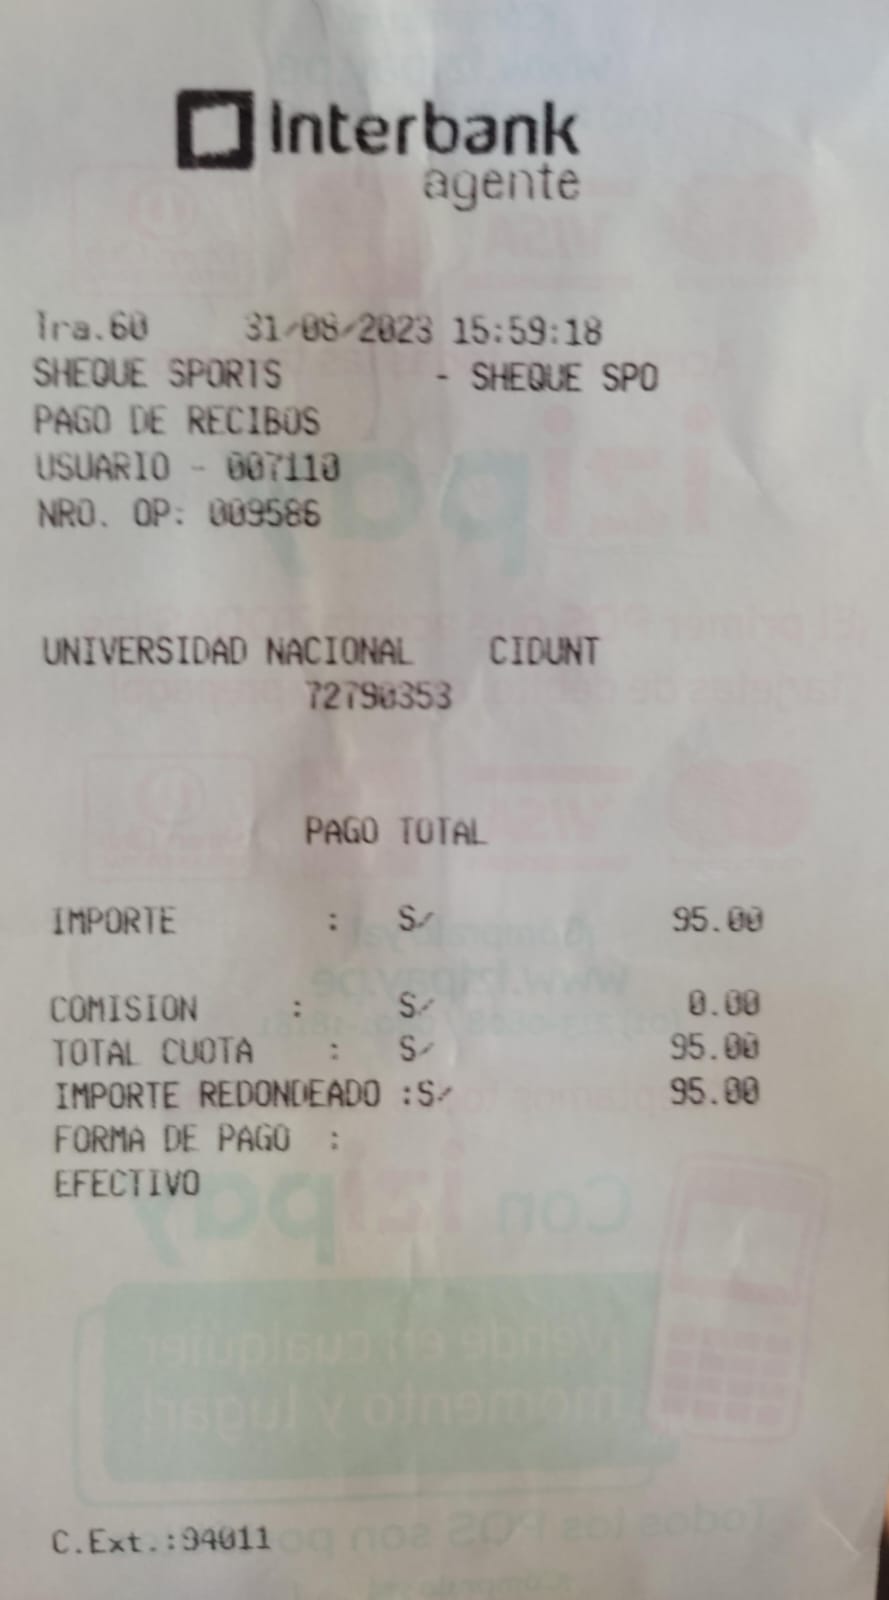 Interbank
agente
Tra.60 31/08/2023 15:59:18
SHEQUE SPORTS - SHEQUE SPO
PAGO DE RECIBOS
USUARIO - 007110
NRO. OP: 009586
UNIVERSIDAD NACIONAL CIDUNT
72790353
PAGO TOTAL
IMPORTE : S/ 95.00
COMISION : S/ 0.00
TOTAL CUOTA : S/ 95.00
IMPORTE REDONDEADO :S/ 95.00
FORMA DE PAGO :
EFECTIVO
C.Ext.:94011